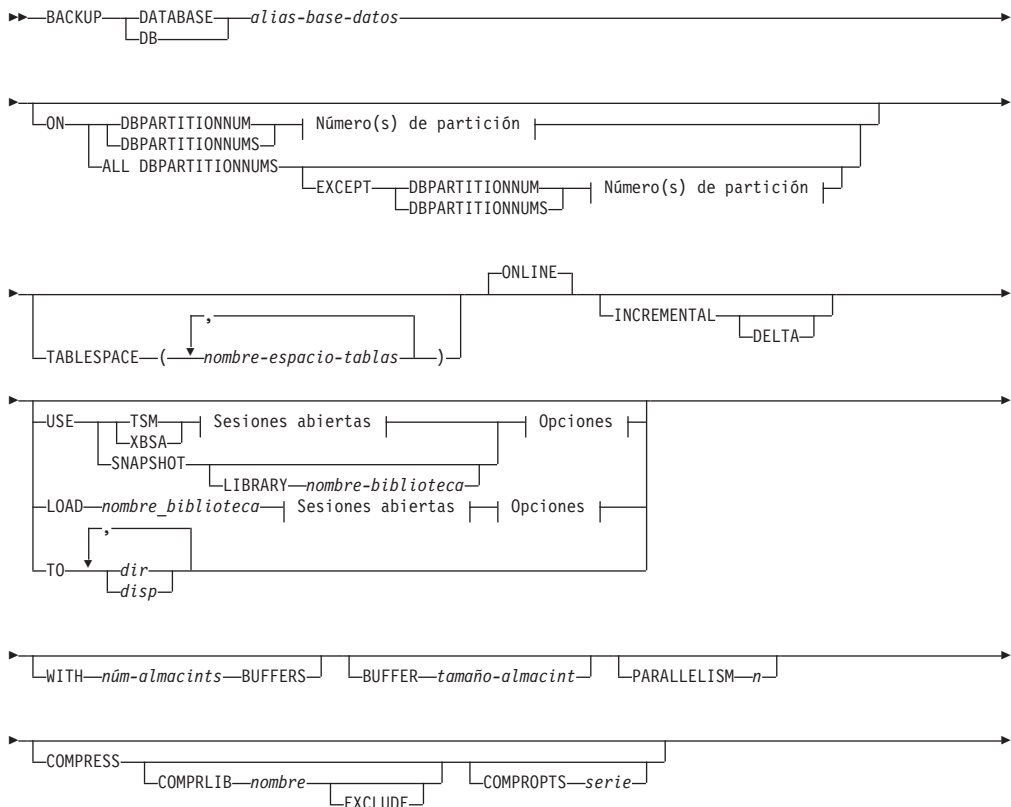 BACKUP DATABASE alias-base-datos
DB
ON DBPARTITIONNUM Número(s) de partición
DBPARTITIONNUMS
ALL DBPARTITIONNUMS
EXCEPT DBPARTITIONNUM Número(s) de partición
DBPARTITIONNUMS
ONLINE
INCREMENTAL
DELTA
,
TABLESPACE ( nombre-espacio-tablas )
USE TSM Sesiones abiertas Opciones
XBSA
SNAPSHOT
LIBRARY nombre-biblioteca
LOAD nombre_biblioteca Sesiones abiertas Opciones
,
TO dir
disp
WITH núm-almacints BUFFERS BUFFER tamaño-almacint PARALLELISM n
COMPRESS
COMPRLIB nombre COMPROPTS serie
EXCLUDE